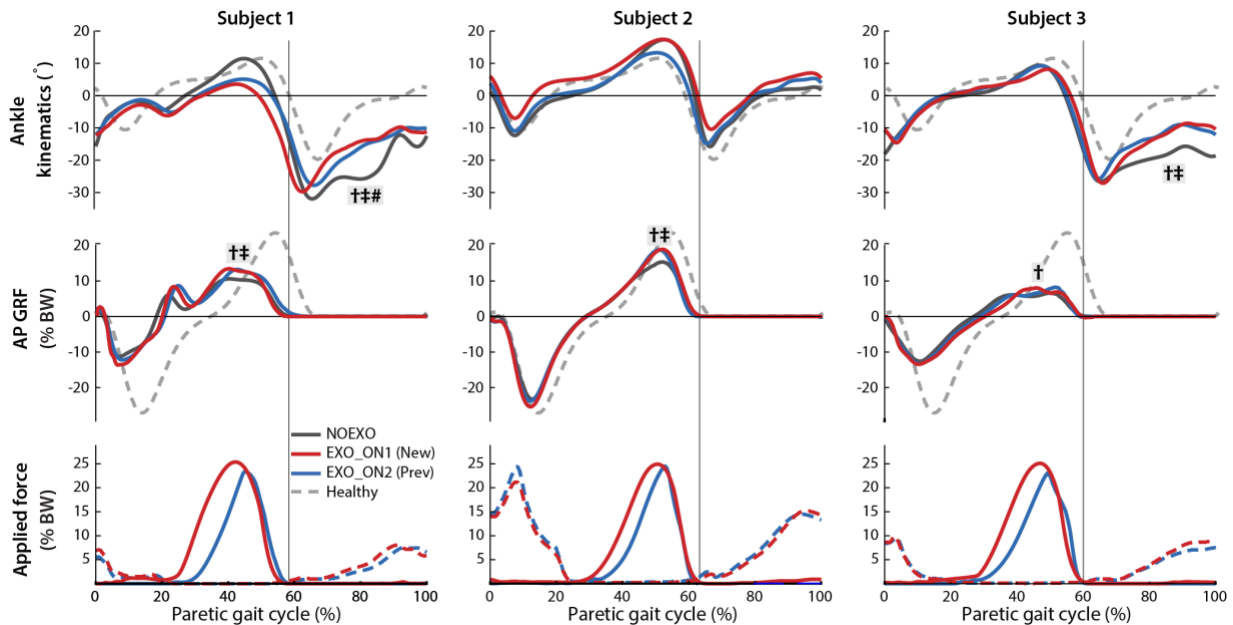 Subject 1
Subject 2
Subject 3
Ankle
kinematics (°)
20
10
0
-10
-20
-30
†‡#
20
10
0
-10
-20
-30
20
10
0
-10
-20
-30
†‡
AP GRF
(% BW)
20
10
0
-10
-20
†‡
20
10
0
-10
-20
†‡
20
10
0
-10
-20
†
NOEXO
EXO_ON1 (New)
EXO_ON2 (Prev)
Healthy
Applied force
(% BW)
25
20
15
10
5
0 20 40 60 80 100
Paretic gait cycle (%)
25
20
15
10
5
0 20 40 60 80 100
Paretic gait cycle (%)
25
20
15
10
5
0 20 40 60 80 100
Paretic gait cycle (%)